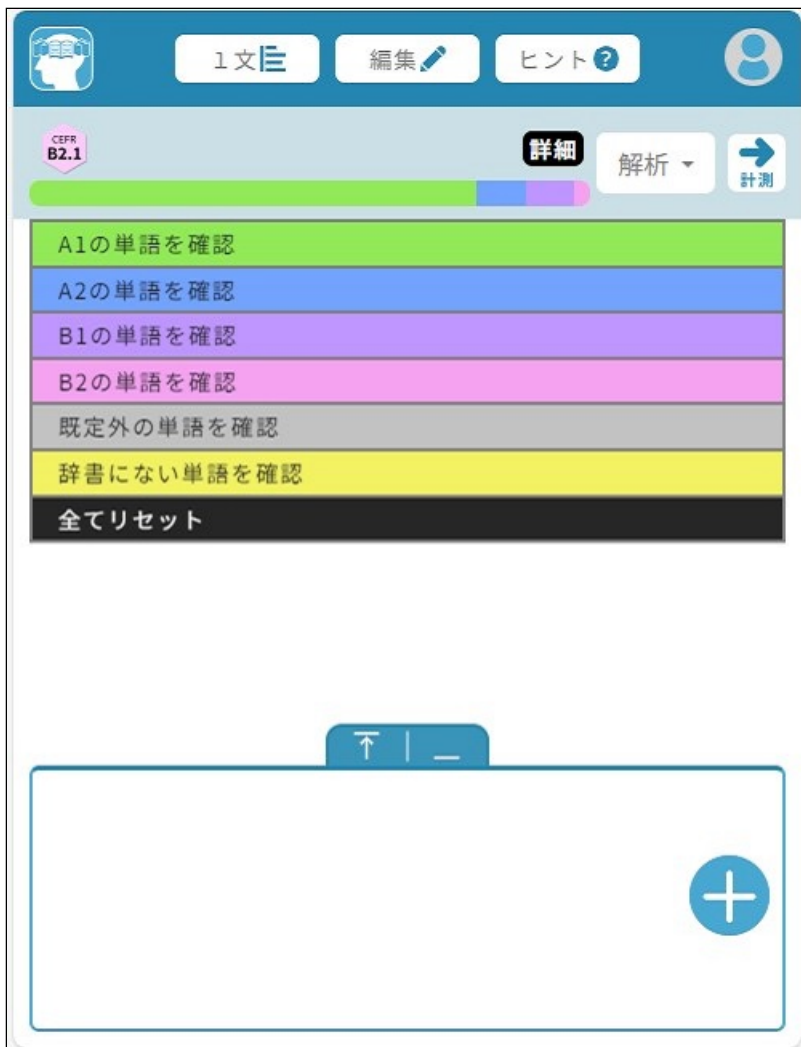 1文
編集
ヒント ?
CEFR
B2.1
詳細
解析
計測
A1の単語を確認
A2の単語を確認
B1の単語を確認
B2の単語を確認
既定外の単語を確認
辞書にない単語を確認
全てリセット